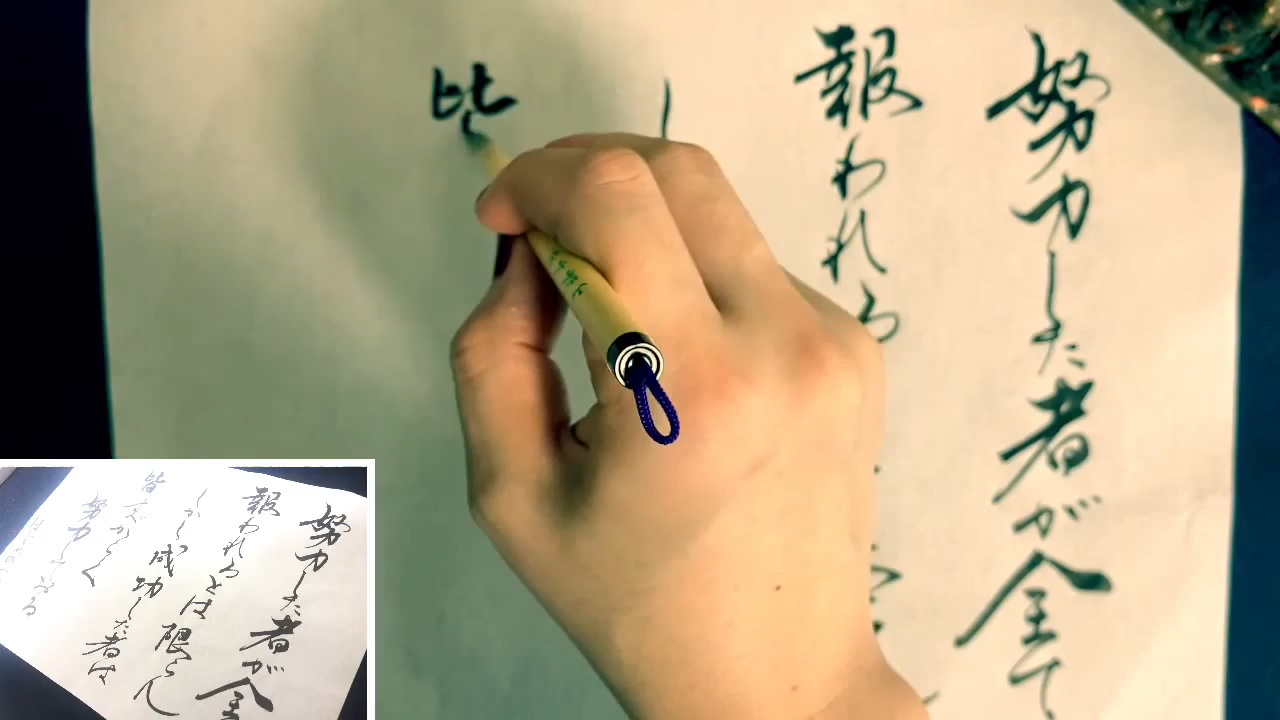 努力した者が全て
報われる
し
比
努力した者が全
報われるとは限らん
しかし成功した者は
皆すべからく
努力しておる